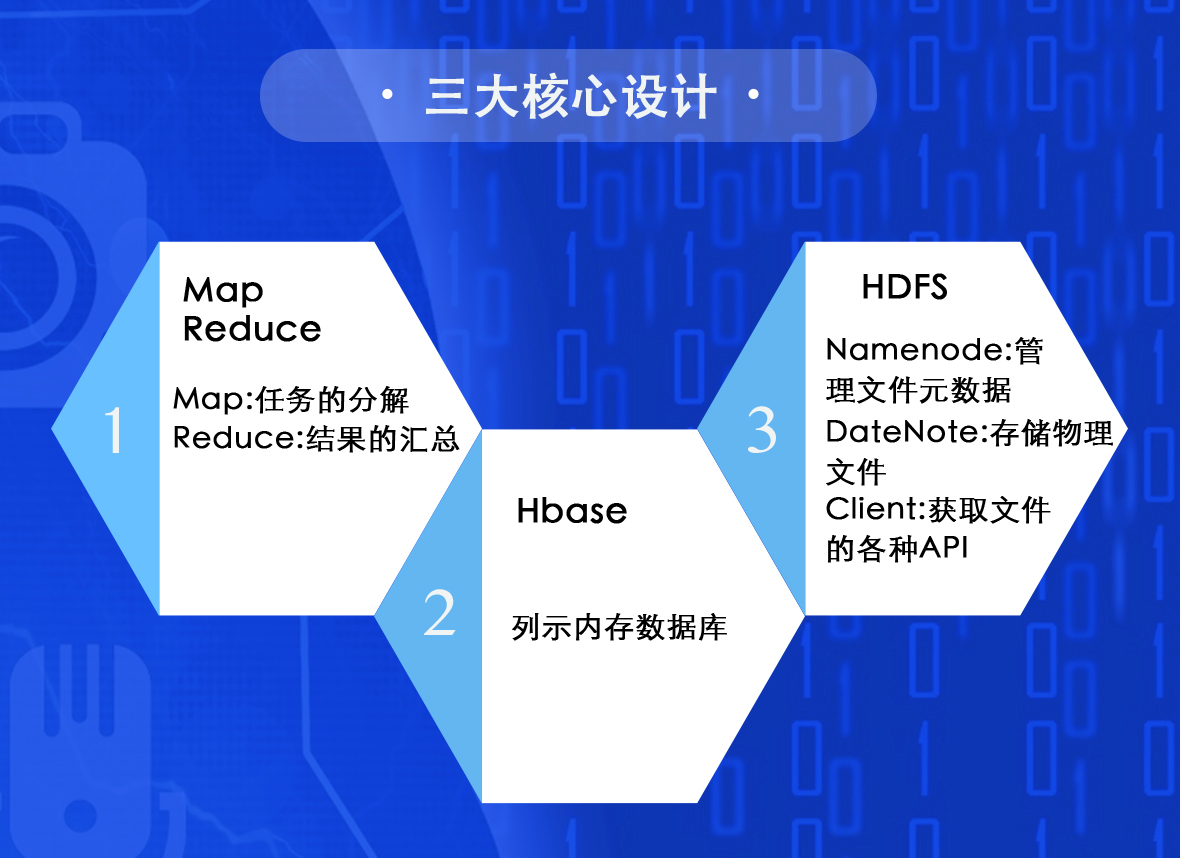 · 三大核心设计 ·
Map
Reduce
Map:任务的分解
Reduce:结果的汇总
1
Hbase
列示内存数据库
2
HDFS
Namenode:管
理文件元数据
DateNote:存储物理
文件
Client:获取文件
的各种API
3